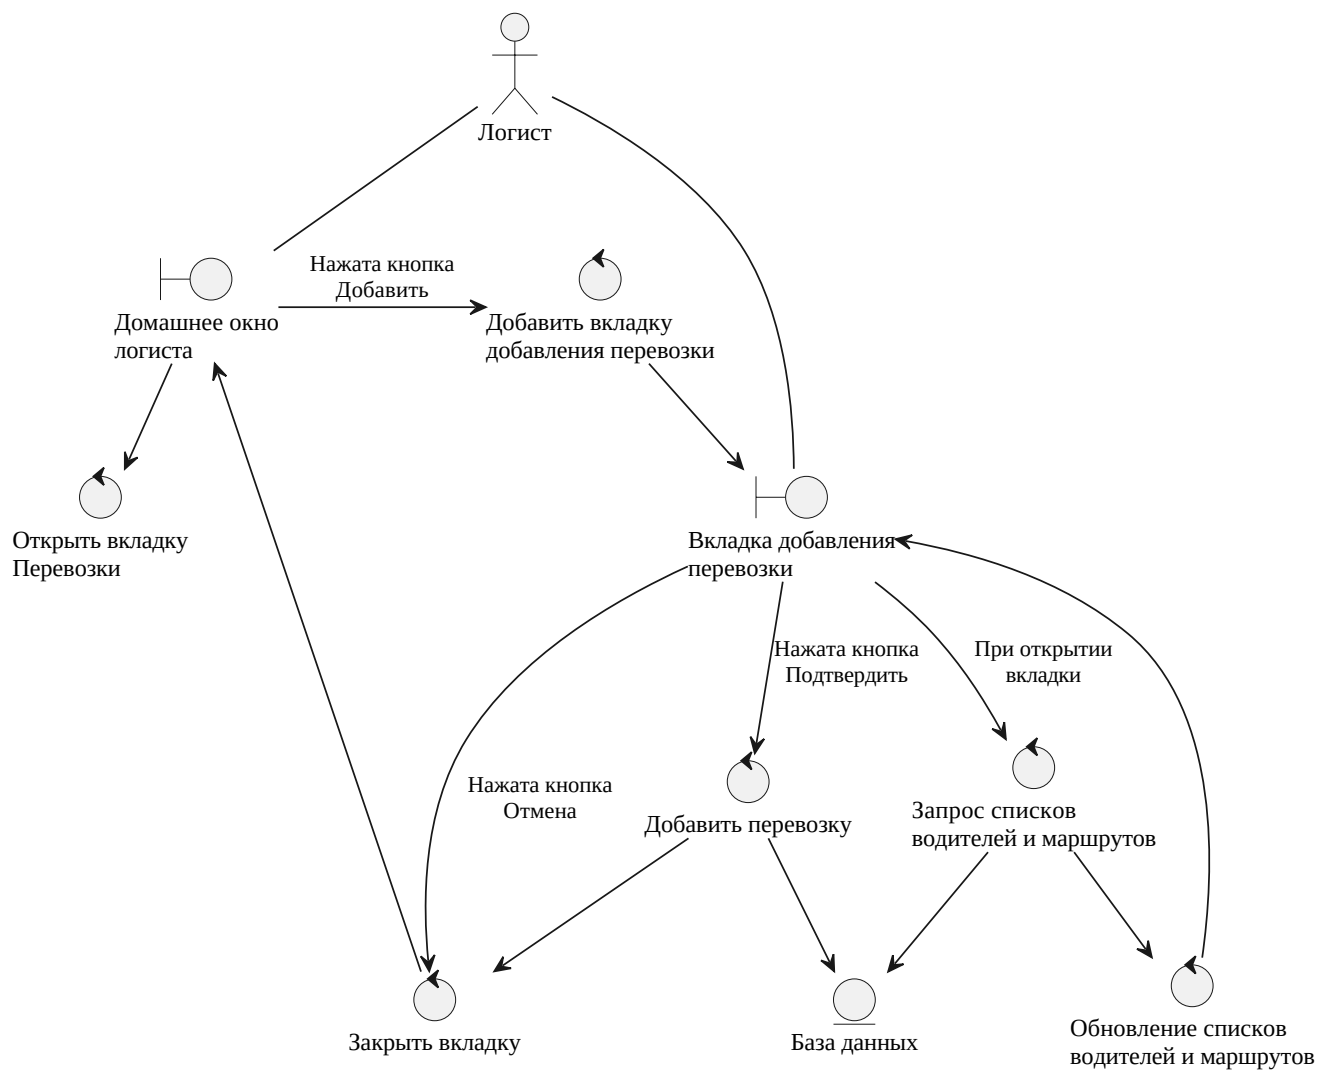 Логист
Нажата кнопка
Добавить
Домашнее окно
логиста
Добавить вкладку
добавления перевозки
Открыть вкладку
Перевозки
Вкладка добавления
перевозки
Нажата кнопка
Подтвердить
При открытии
вкладки
Нажата кнопка
Отмена
Добавить перевозку
Запрос списков
водителей и маршрутов
Закрыть вкладку
База данных
Обновление списков
водителей и маршрутов